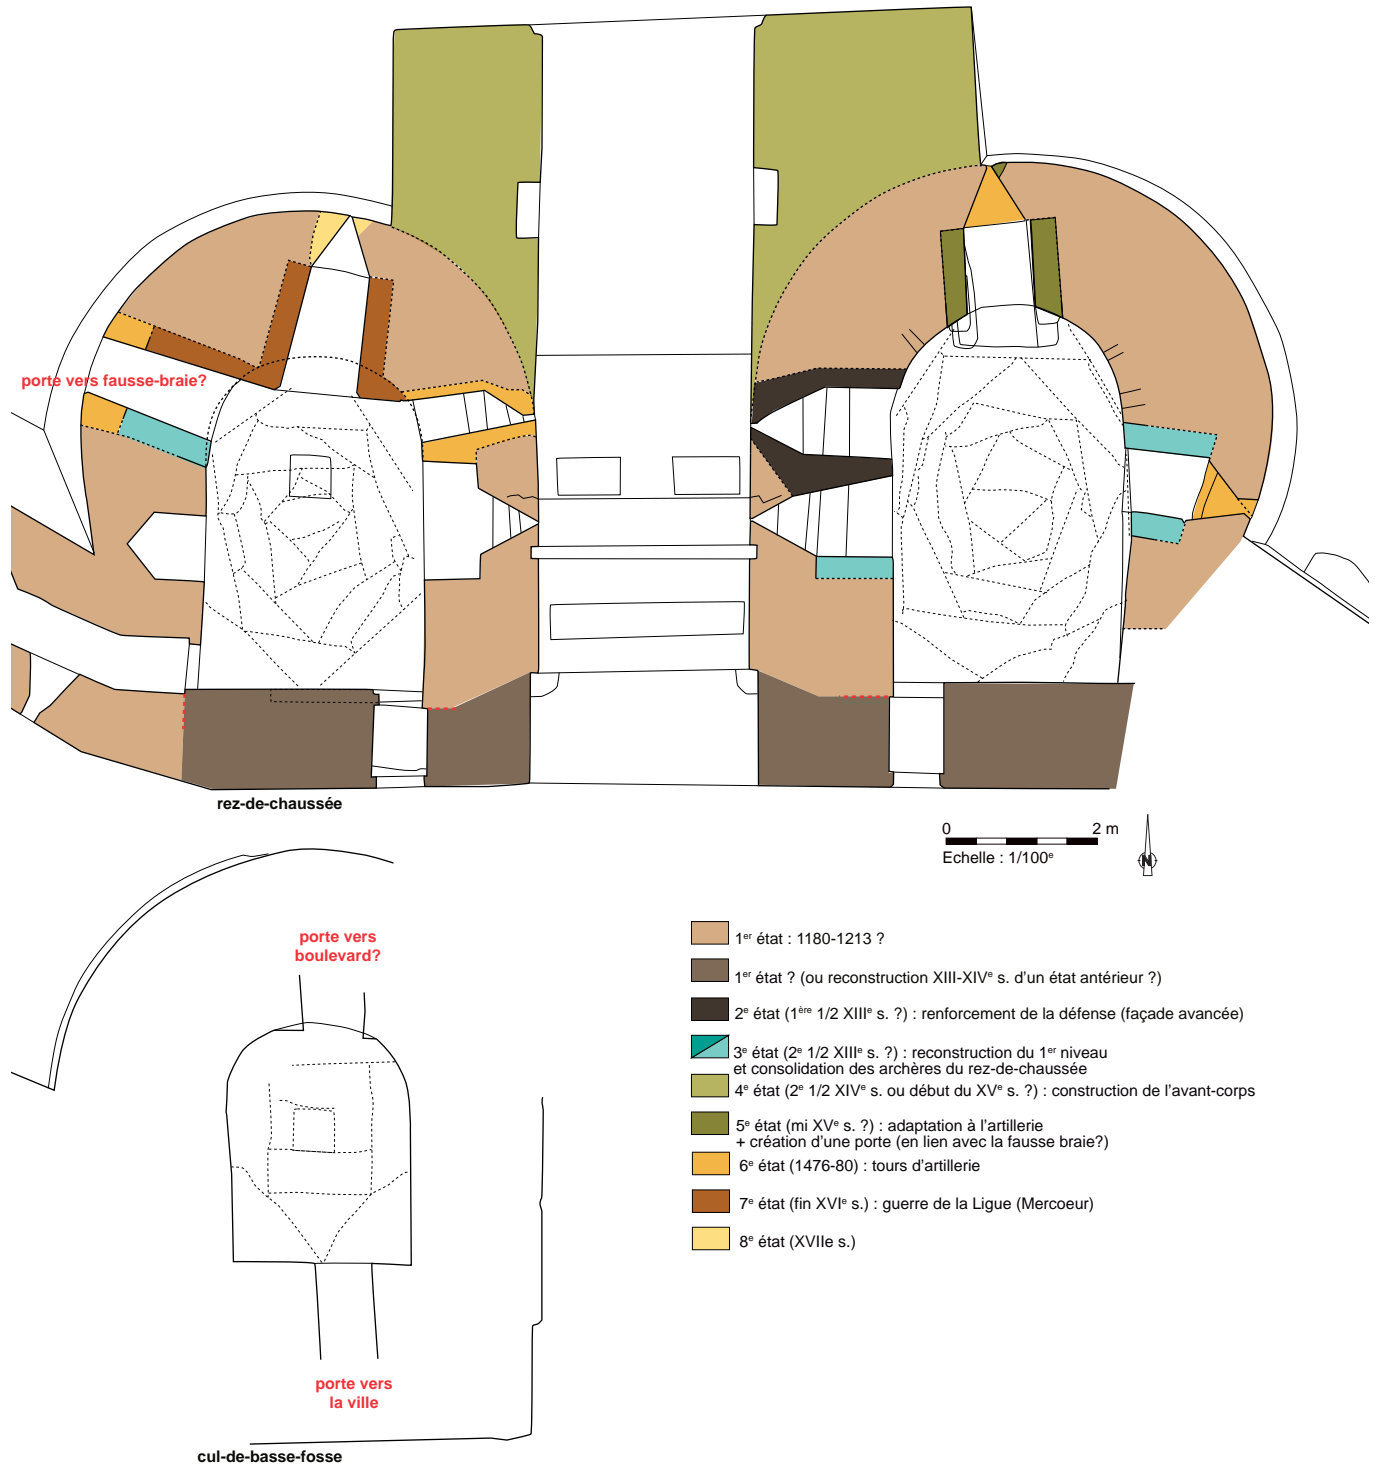 porte vers fausse-braie?
rez-de-chaussée
0 2 m
Echelle : 1/100e
N
porte vers
boulevard?
1er état : 1180-1213 ?
1er état ? (ou reconstruction XIII-XIVe s. d'un état antérieur ?)
2e état (1ère 1/2 XIIIe s. ?) : renforcement de la défense (façade avancée)
3e état (2e 1/2 XIIIe s. ?) : reconstruction du 1er niveau
et consolidation des archères du rez-de-chaussée
4e état (2e 1/2 XIVe s. ou début du XVe s. ?) : construction de l'avant-corps
5e état (mi XVe s. ?) : adaptation à l'artillerie
+ création d'une porte (en lien avec la fausse braie?)
6e état (1476-80) : tours d'artillerie
7e état (fin XVIe s.) : guerre de la Ligue (Mercoeur)
8e état (XVIIe s.)
porte vers
la ville
cul-de-basse-fosse